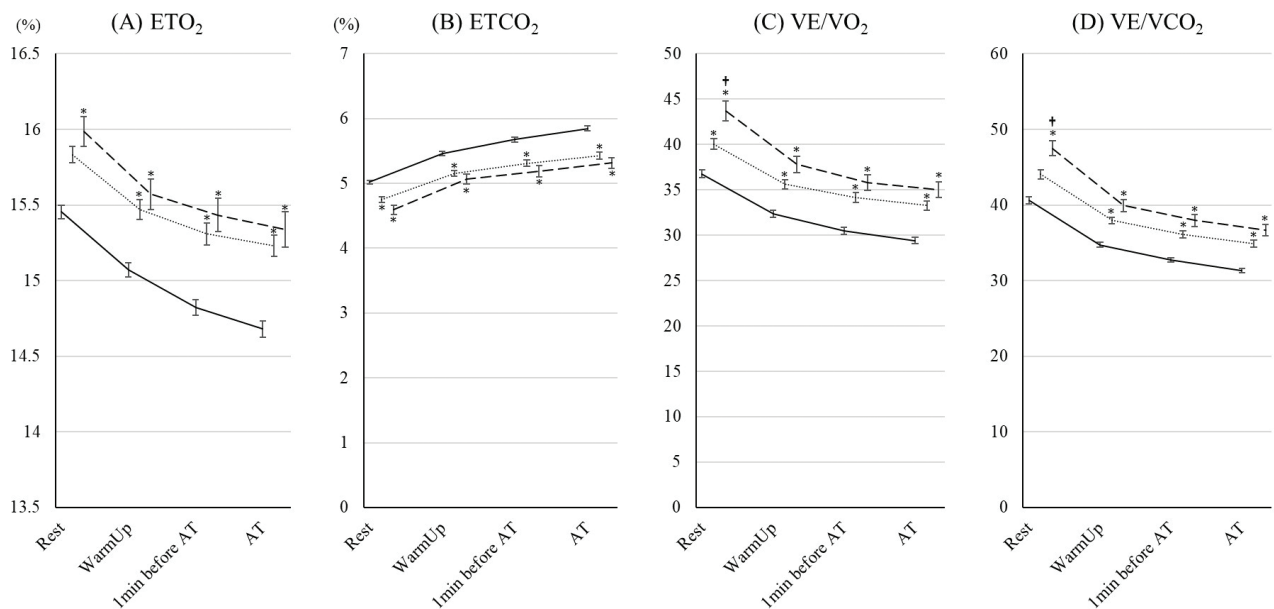 (A) ETO₂
(%)
16.5
16
15.5
15
14.5
14
13.5
* * *
* * * * *
Rest
WarmUp
1min before AT
AT
(B) ETCO₂
(%)
7
6
5
4
3
2
1
0
* * * *
* * * *
Rest
WarmUp
1min before AT
AT
(C) VE/VO₂
50
45
40
35
30
25
20
15
10
5
0
✝
* * * *
* * * *
Rest
WarmUp
1min before AT
AT
(D) VE/VCO₂
60
50
40
30
20
10
0
✝
* * * *
* * *
Rest
WarmUp
1min before AT
AT